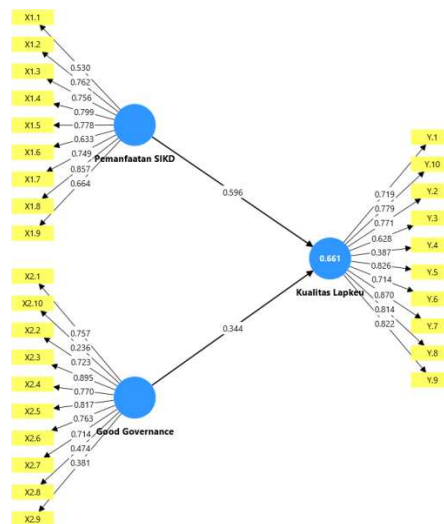 X1.1
X1.2
X1.3
X1.4
X1.5
X1.6
X1.7
X1.8
X1.9
0.530
0.762
0.756
0.799
0.778
0.633
0.749
0.857
0.664
Pemanfaatan SIKD
0.596
X2.1
X2.10
X2.2
X2.3
X2.4
X2.5
X2.6
X2.7
X2.8
X2.9
0.757
0.236
0.723
0.895
0.770
0.817
0.763
0.714
0.474
0.381
Good Governance
0.344
0.661
Kualitas Lapkeu
0.719
0.779
0.771
0.628
0.387
0.826
0.714
0.870
0.814
0.822
Y.1
Y.10
Y.2
Y.3
Y.4
Y.5
Y.6
Y.7
Y.8
Y.9